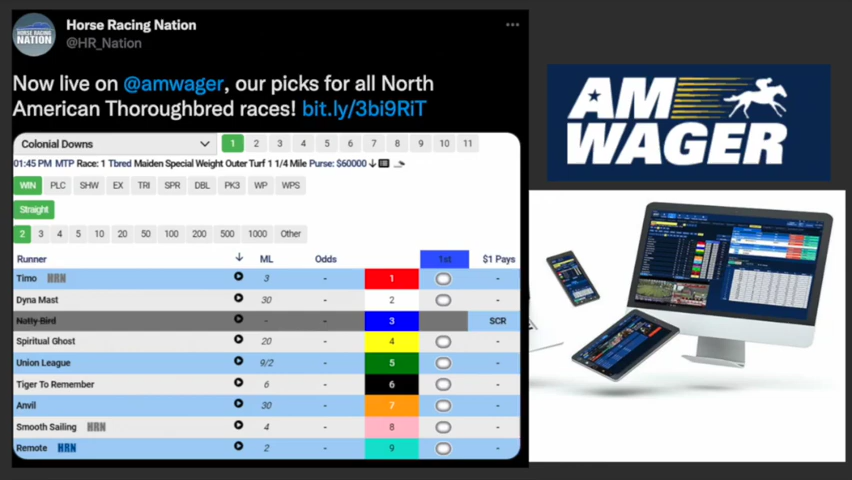 Horse Racing Nation
@HR_Nation
HORSE RACING
NATION
Now live on @amwager, our picks for all North
American Thoroughbred races! bit.ly/3bi9RiT
Colonial Downs 1 2 3 4 5 6 7 8 9 10 11
01:45 PM MTP Race: 1 Tbred Maiden Special Weight Outer Turf 1 1/4 Mile Purse: $60000
WIN PLC SHW EX TRI SPR DBL PK3 WP WPS
Straight
2 3 4 5 10 20 50 100 200 500 1000 Other
Runner ML Odds 1st $1 Pays
Timo HRN 3 - 1 -
Dyna Mast 30 - 2 -
Natty Bird - - 3 SCR
Spiritual Ghost 20 - 4 -
Union League 9/2 - 5 -
Tiger To Remember 6 - 6 -
Anvil 30 - 7 -
Smooth Sailing HRN 4 - 8 -
Remote HRN 2 - 9 -
AM
WAGER